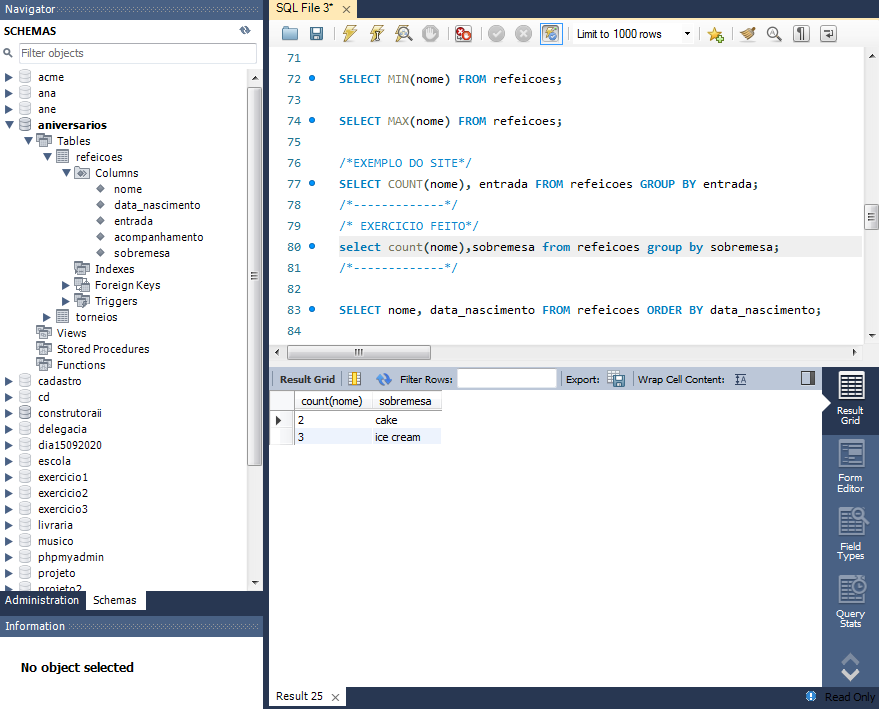 Navigator
SCHEMAS
Filter objects
acme
ana
ane
aniversarios
Tables
refeicoes
Columns
nome
data_nascimento
entrada
acompanhamento
sobremesa
Indexes
Foreign Keys
Triggers
torneios
Views
Stored Procedures
Functions
cadastro
cd
construtoraii
delegacia
dia15092020
escola
exercicio1
exercicio2
exercicio3
livraria
musico
phpmyadmin
projeto
projeto2
Administration Schemas
Information
No object selected
SQL File 3*
Limit to 1000 rows
71
72 SELECT MIN(nome) FROM refeicoes;
73
74 SELECT MAX(nome) FROM refeicoes;
75
76 /*EXEMPLO DO SITE*/
77 SELECT COUNT(nome), entrada FROM refeicoes GROUP BY entrada;
78 /*-------------*/
79 /* EXERCICIO FEITO*/
80 select count(nome),sobremesa from refeicoes group by sobremesa;
81 /*-------------*/
82
83 SELECT nome, data_nascimento FROM refeicoes ORDER BY data_nascimento;
84
Result Grid Filter Rows: Export: Wrap Cell Content:
count(nome) sobremesa
2 cake
3 ice cream
Result
Grid
Form
Editor
Field
Types
Query
Stats
Result 25
Read Only